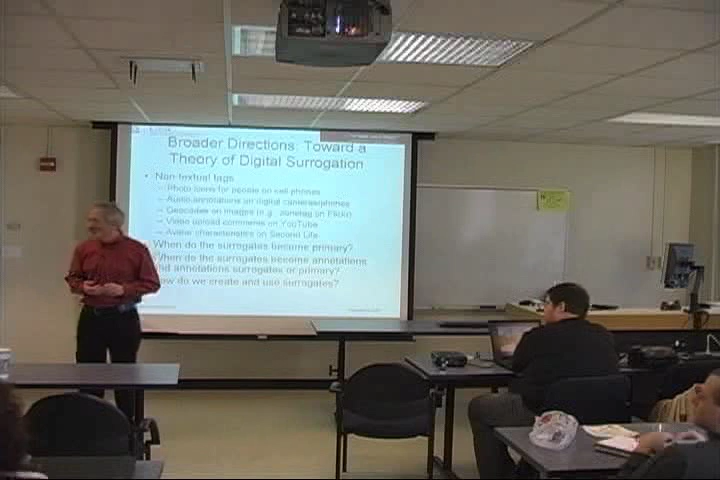 Broader Directions: Toward a
Theory of Digital Surrogation
• Non-textual tags
– Photo icons for people on cell phones
– Audio annotations on digital cameras/phones
– Geocodes on images (e.g., zonetag on Flickr)
– Video upload comments on YouTube
– Avatar characteristics on Second Life
When do the surrogates become primary?
When do the surrogates become annotations
and annotations surrogates or primary?
How do we create and use surrogates?